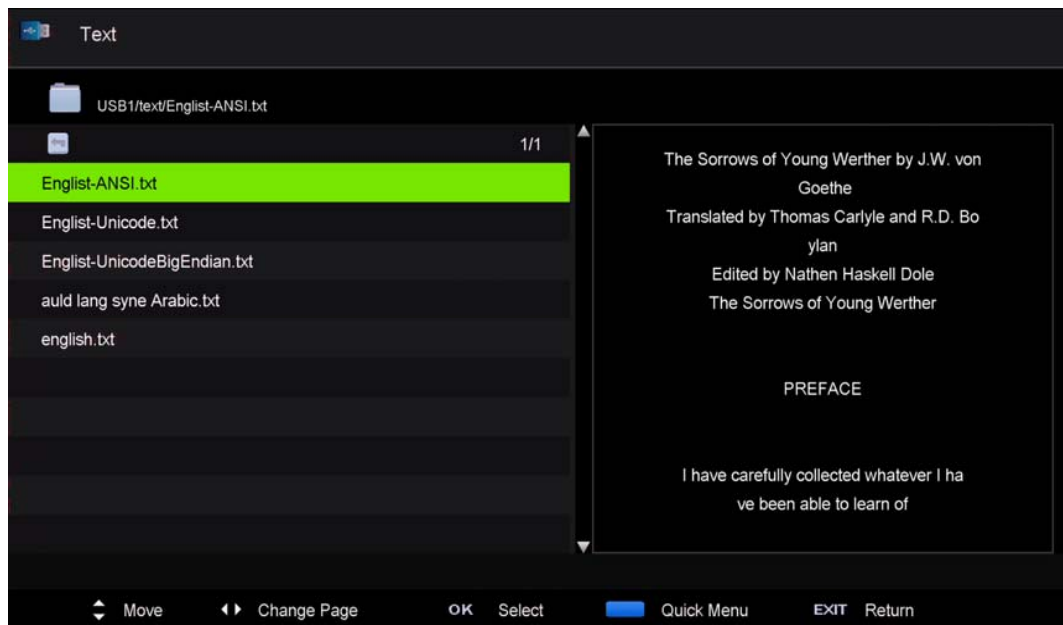 Text
USB1/text/Englist-ANSI.txt
1/1
Englist-ANSI.txt
Englist-Unicode.txt
Englist-UnicodeBigEndian.txt
auld lang syne Arabic.txt
english.txt
The Sorrows of Young Werther by J.W. von
Goethe
Translated by Thomas Carlyle and R.D. Bo
ylan
Edited by Nathen Haskell Dole
The Sorrows of Young Werther
PREFACE
I have carefully collected whatever I ha
ve been able to learn of
Move Change Page OK Select Quick Menu EXIT Return